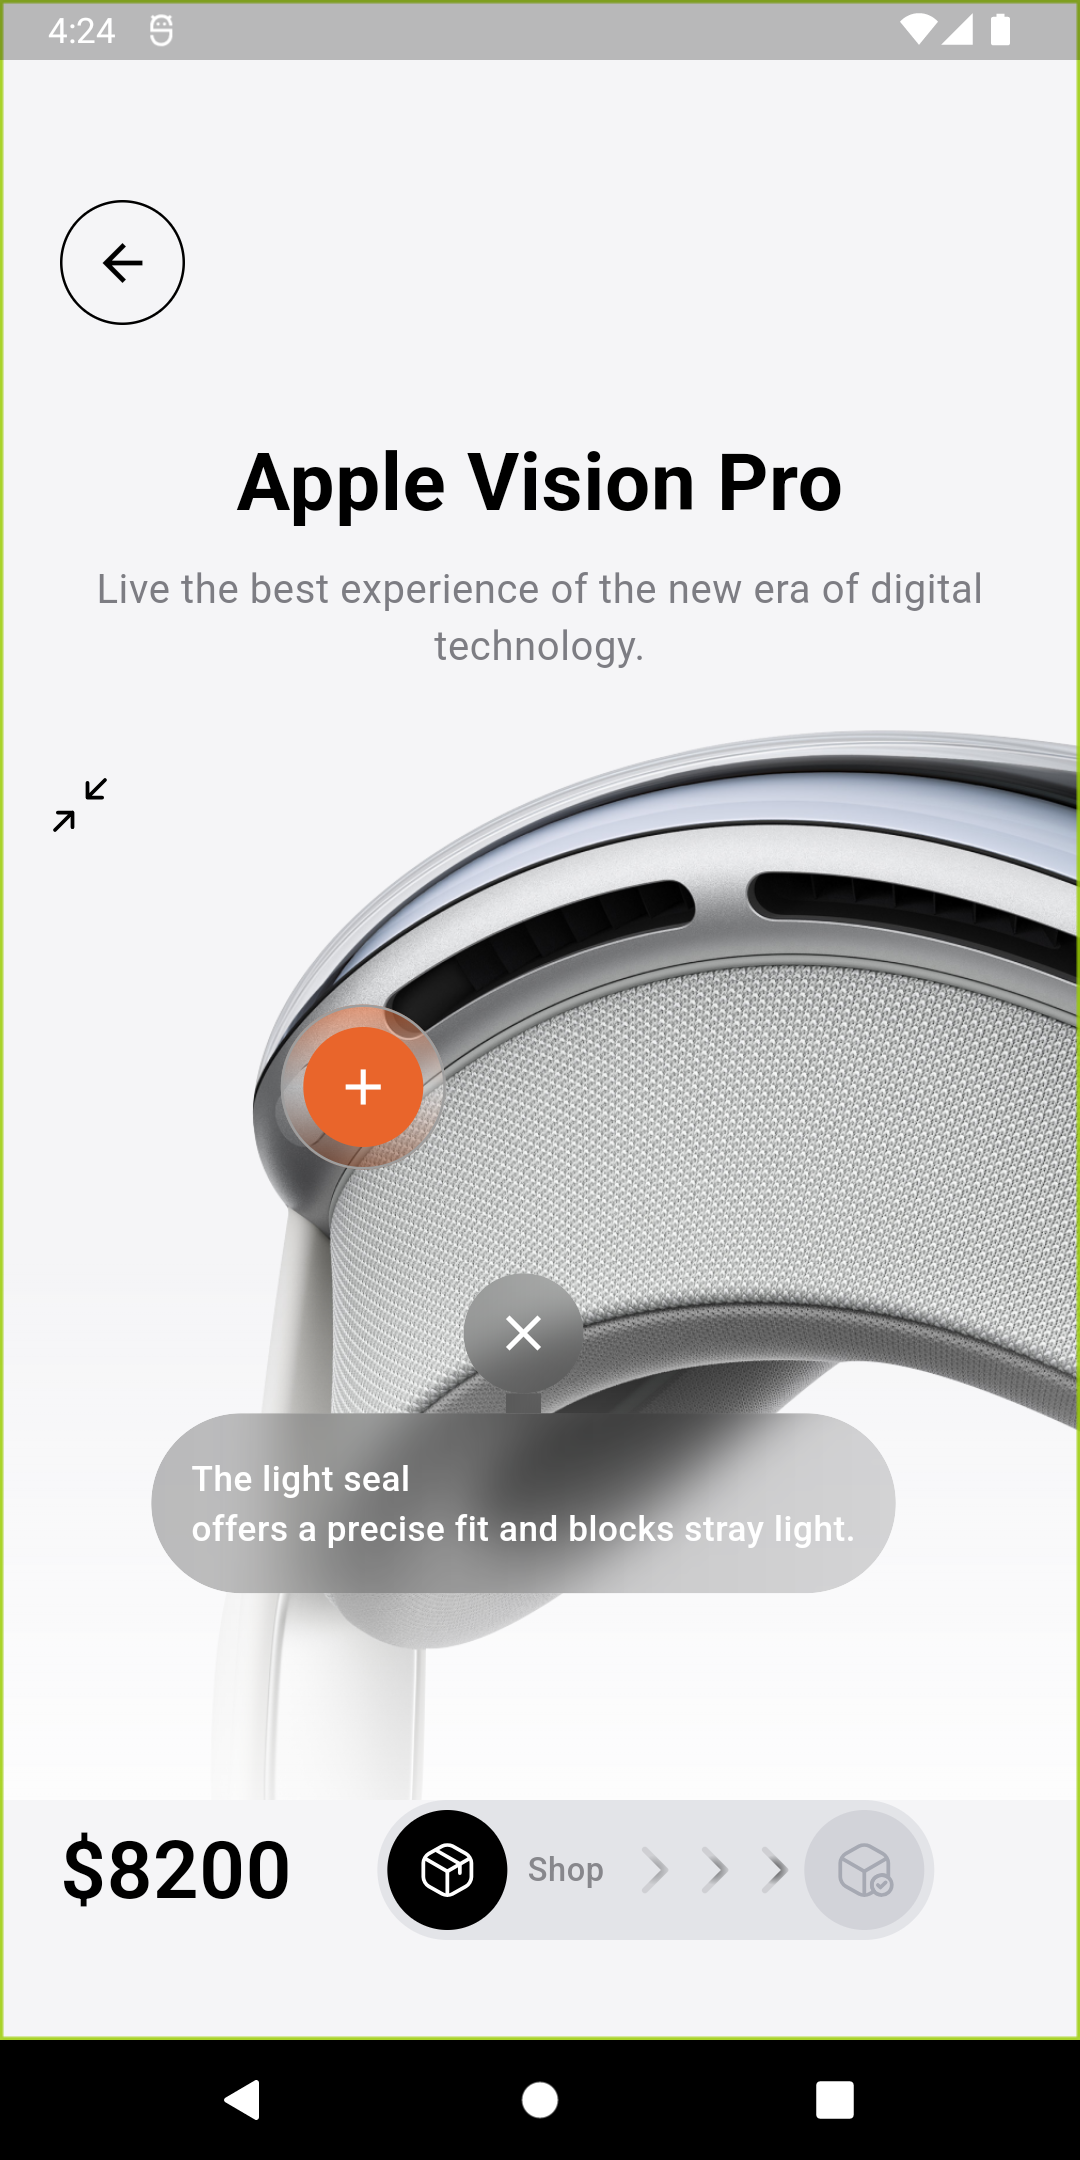 4:24
Apple Vision Pro
Live the best experience of the new era of digital
technology.
The light seal
offers a precise fit and blocks stray light.
$8200
Shop